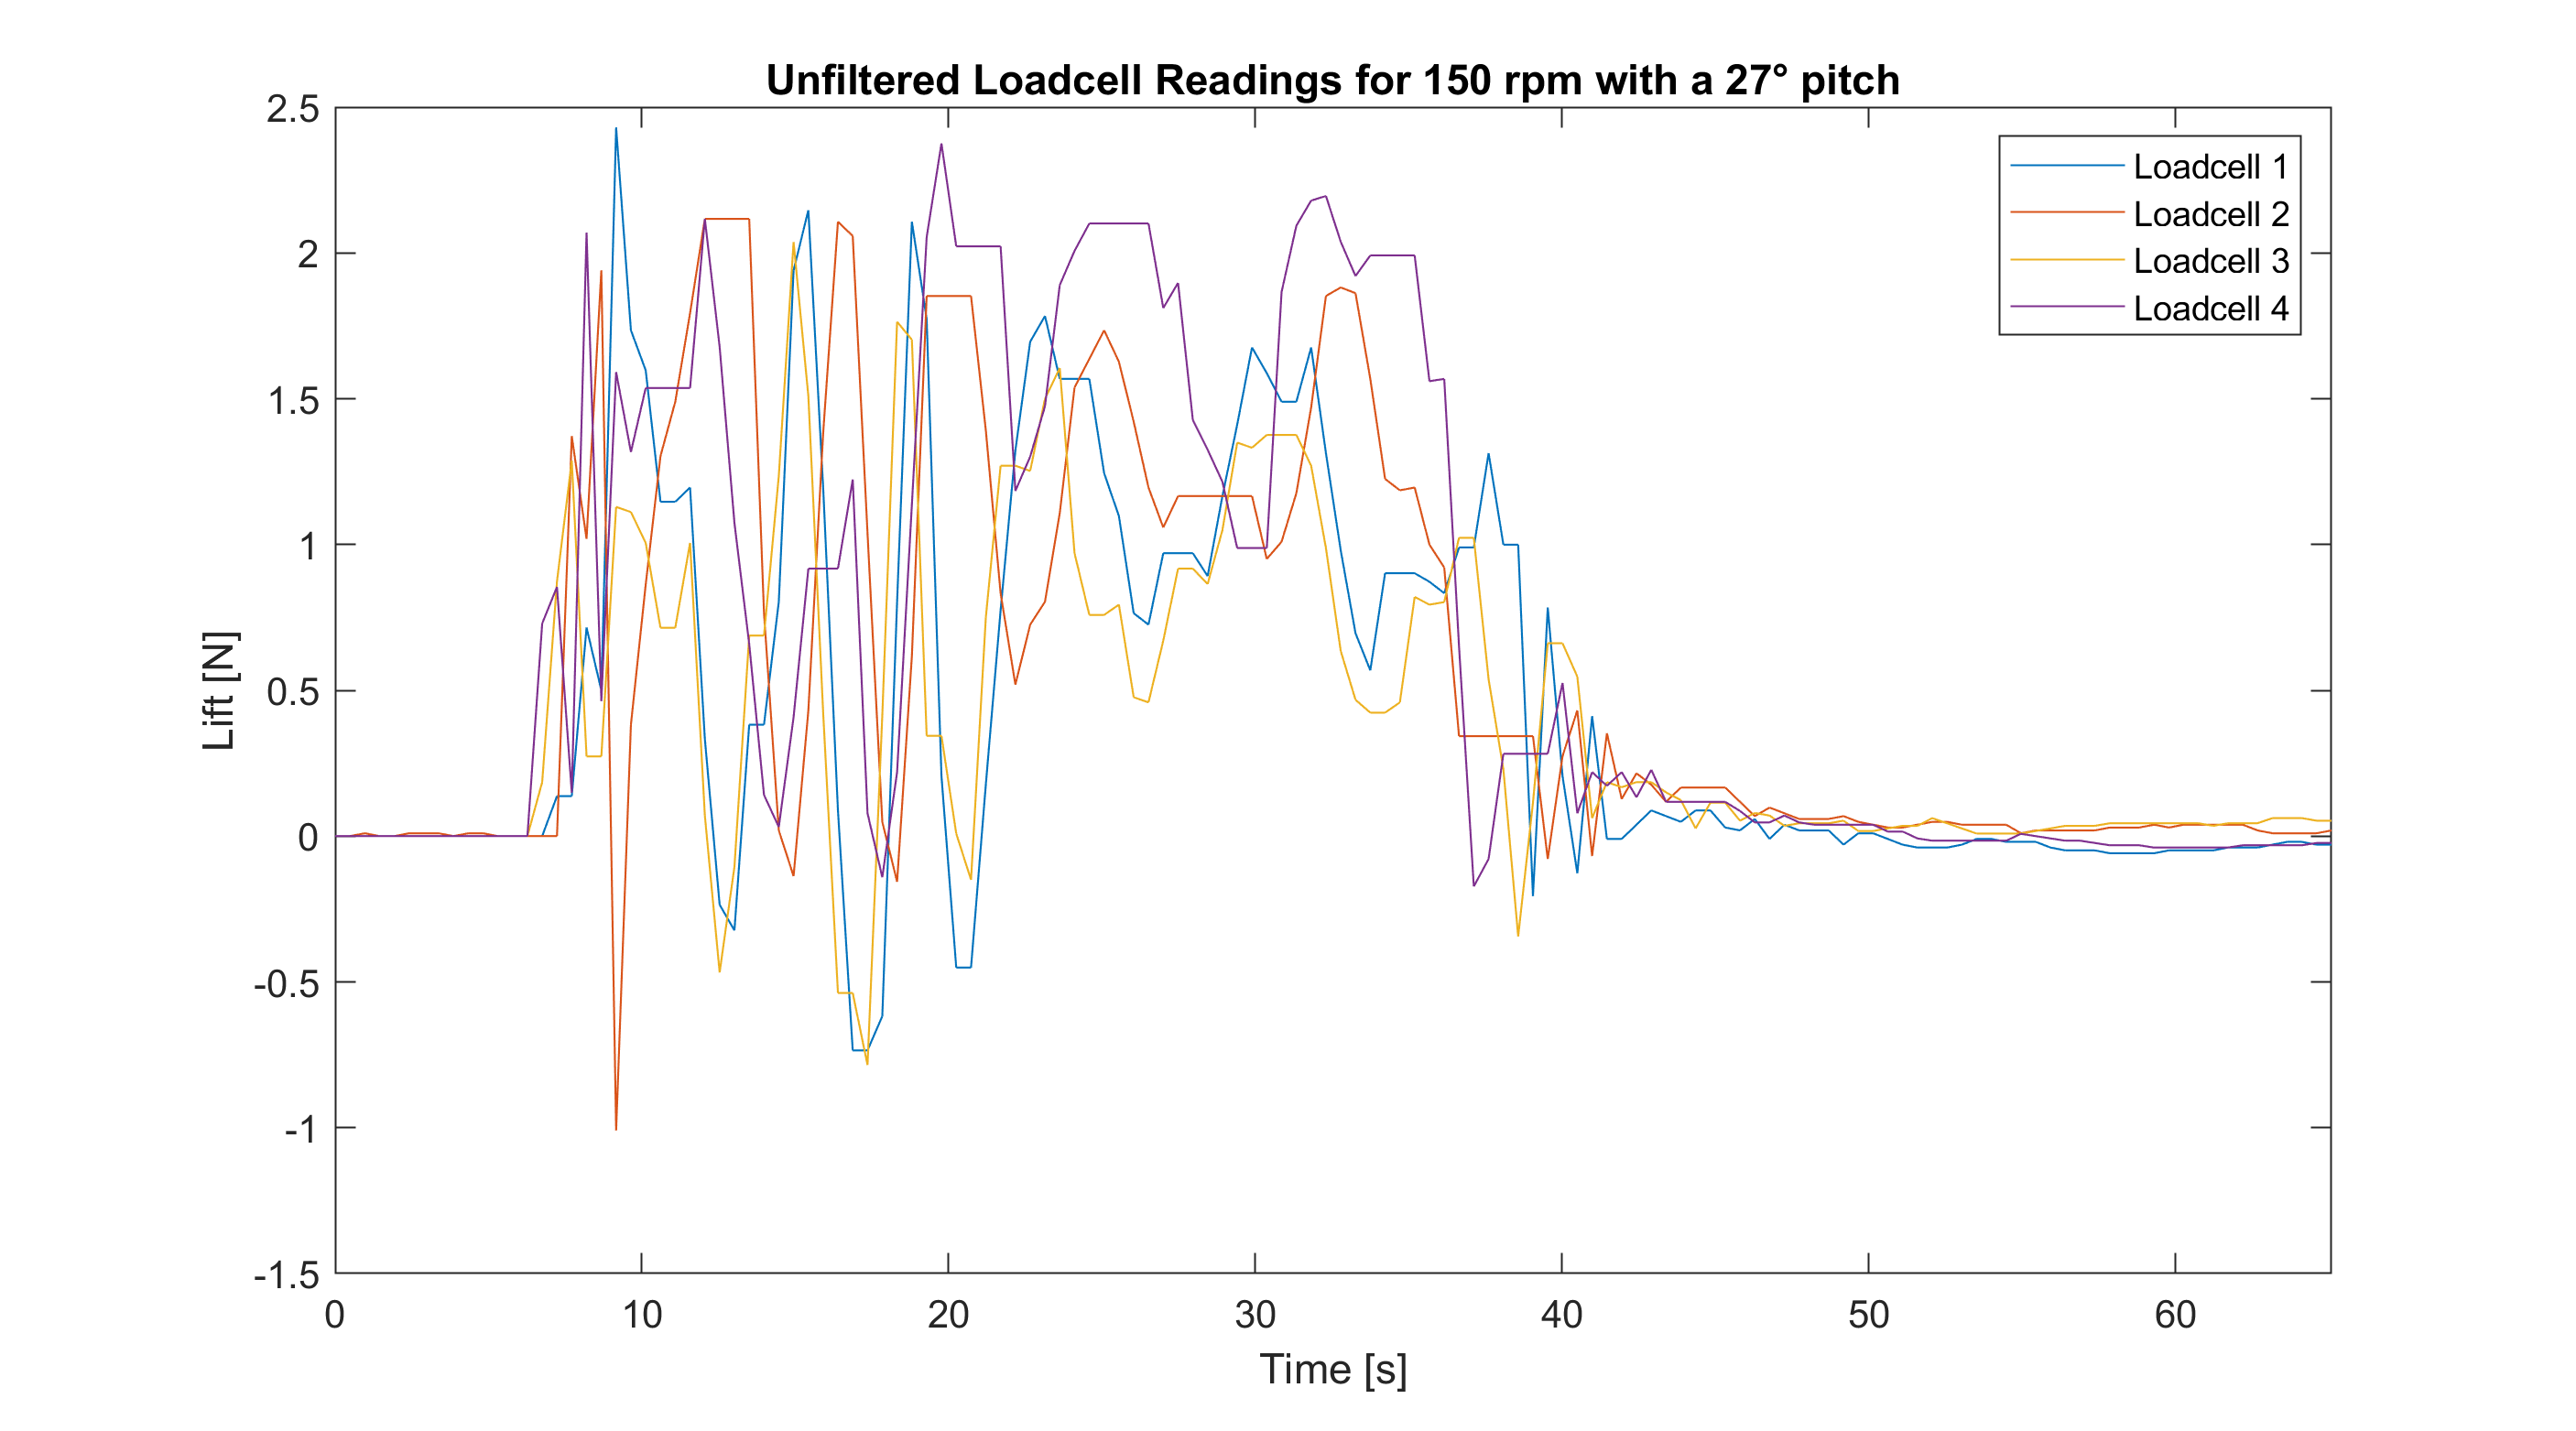 Unfiltered Loadcell Readings for 150 rpm with a 27° pitch
2.5
2
1.5
1
0.5
0
-0.5
-1
-1.5
Lift [N]
Loadcell 1
Loadcell 2
Loadcell 3
Loadcell 4
0 10 20 30 40 50 60
Time [s]